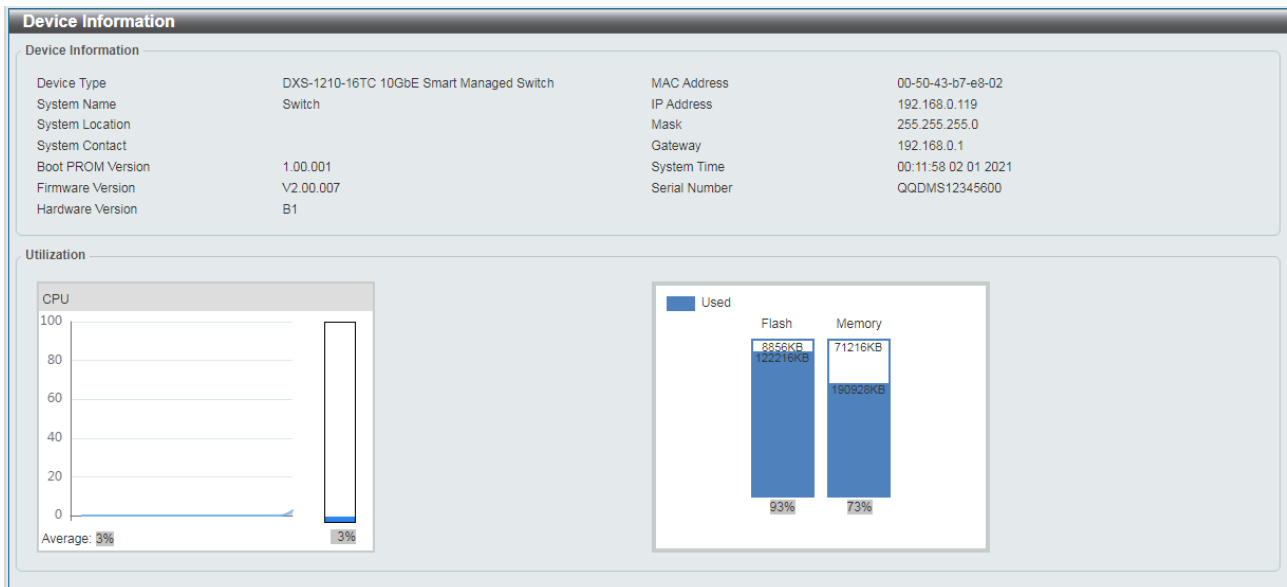 Device Information
Device Information
Device Type DXS-1210-16TC 10GbE Smart Managed Switch MAC Address 00-50-43-b7-e8-02
System Name Switch IP Address 192.168.0.119
System Location Mask 255.255.255.0
System Contact Gateway 192.168.0.1
Boot PROM Version 1.00.001 System Time 00:11:58 02 01 2021
Firmware Version V2.00.007 Serial Number QQDMS12345600
Hardware Version B1
Utilization
CPU
100
80
60
40
20
0
Average: 3% 3%
Used
Flash Memory
8856KB 71216KB
122216KB
190928KB
93% 73%